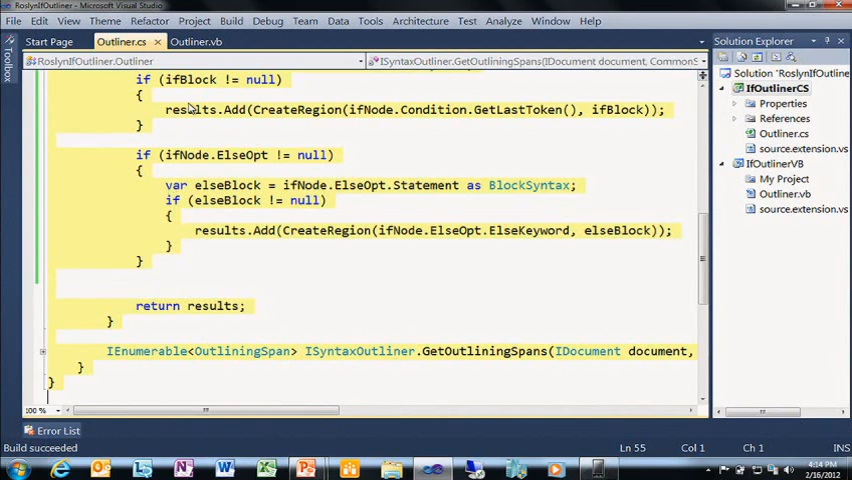 RoslynIfOutliner - Microsoft Visual Studio
File Edit View Theme Refactor Project Build Debug Team Data Tools Architecture Test Analyze Window Help
Toolbox
Start Page Outliner.cs × Outliner.vb
RoslynIfOutliner.Outliner ISyntaxOutliner.GetOutliningSpans(IDocument document, CommonS
if (ifBlock != null)
{
results.Add(CreateRegion(ifNode.Condition.GetLastToken(), ifBlock));
}
if (ifNode.ElseOpt != null)
{
var elseBlock = ifNode.ElseOpt.Statement as BlockSyntax;
if (elseBlock != null)
{
results.Add(CreateRegion(ifNode.ElseOpt.ElseKeyword, elseBlock));
}
}
return results;
}
IEnumerable<OutliningSpan> ISyntaxOutliner.GetOutliningSpans(IDocument document,
}
}
100 %
Solution Explorer
Solution 'RoslynIfOutline
IfOutlinerCS
Properties
References
Outliner.cs
source.extension.vs
IfOutlinerVB
My Project
Outliner.vb
source.extension.vs
Error List
Build succeeded Ln 55 Col 1 Ch 1 INS
4:14 PM
2/16/2012